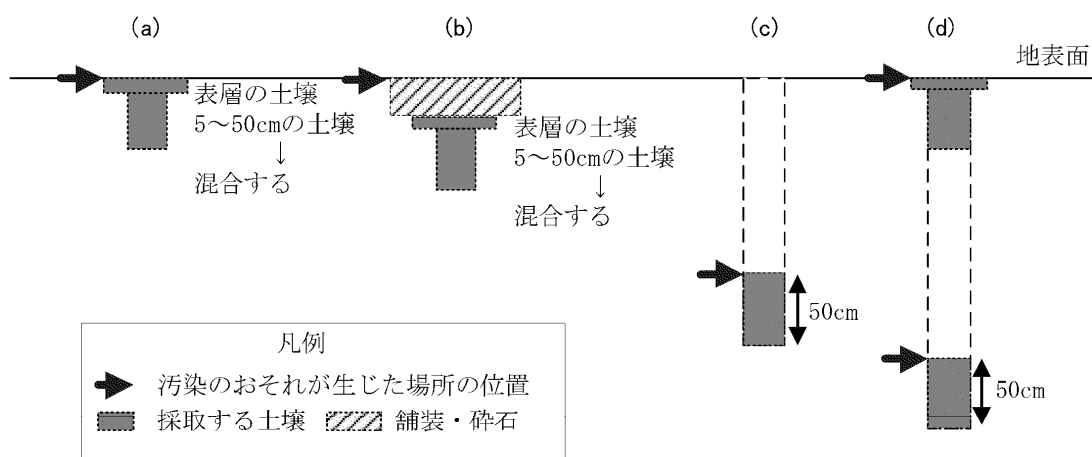 (a)
(b)
(c)
(d)
地表面
表層の土壌
5～50cmの土壌
↓
混合する
表層の土壌
5～50cmの土壌
↓
混合する
50cm
50cm
凡例
汚染のおそれが生じた場所の位置
採取する土壌
舗装・砕石